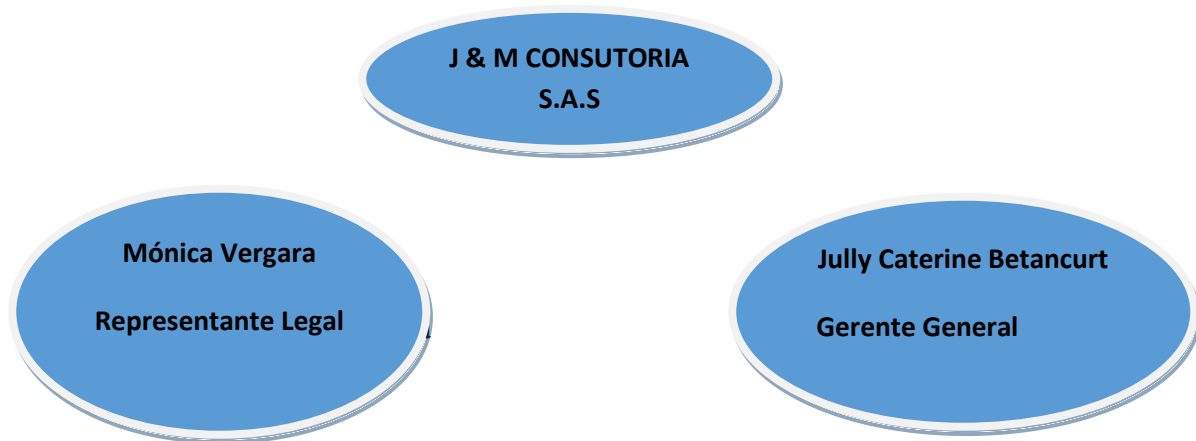 J & M CONSUTORIA
S.A.S
Mónica Vergara
Representante Legal
Jully Caterine Betancurt
Gerente General